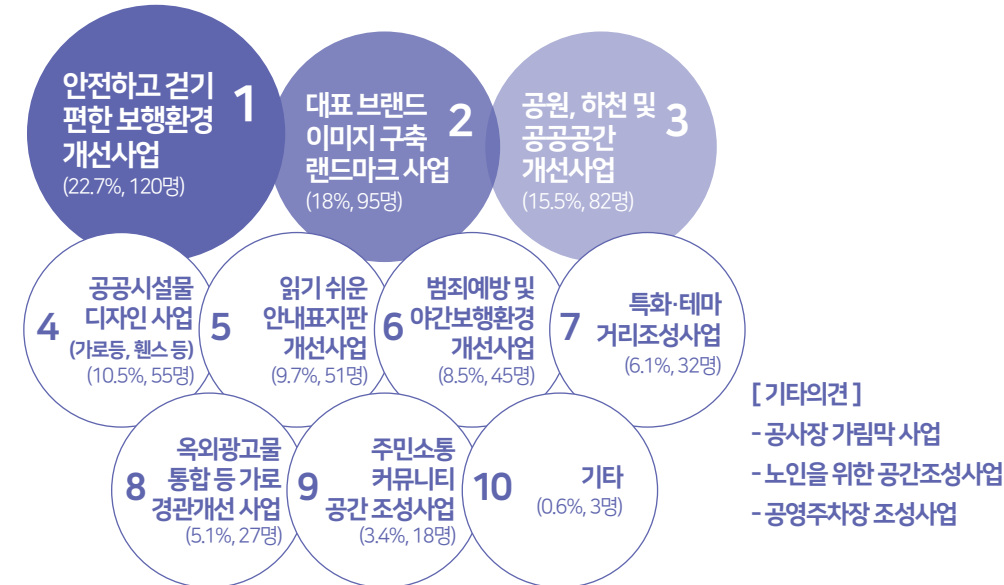 안전하고 걷기
편한 보행환경
개선사업
(22.7%, 120명)
1
대표 브랜드
이미지 구축
랜드마크 사업
(18%, 95명)
2
공원, 하천 및
공공공간
개선사업
(15.5%, 82명)
3
4
공공시설물
디자인 사업
(가로등, 휀스 등)
(10.5%, 55명)
5
읽기 쉬운
안내표지판
개선사업
(9.7%, 51명)
6
범죄예방 및
야간보행환경
개선사업
(8.5%, 45명)
7
특화·테마
거리조성사업
(6.1%, 32명)
8
옥외광고물
통합 등 가로
경관개선 사업
(5.1%, 27명)
9
주민소통
커뮤니티
공간 조성사업
(3.4%, 18명)
10
기타
(0.6%, 3명)
[ 기타의견 ]
- 공사장 가림막 사업
- 노인을 위한 공간조성사업
- 공영주차장 조성사업